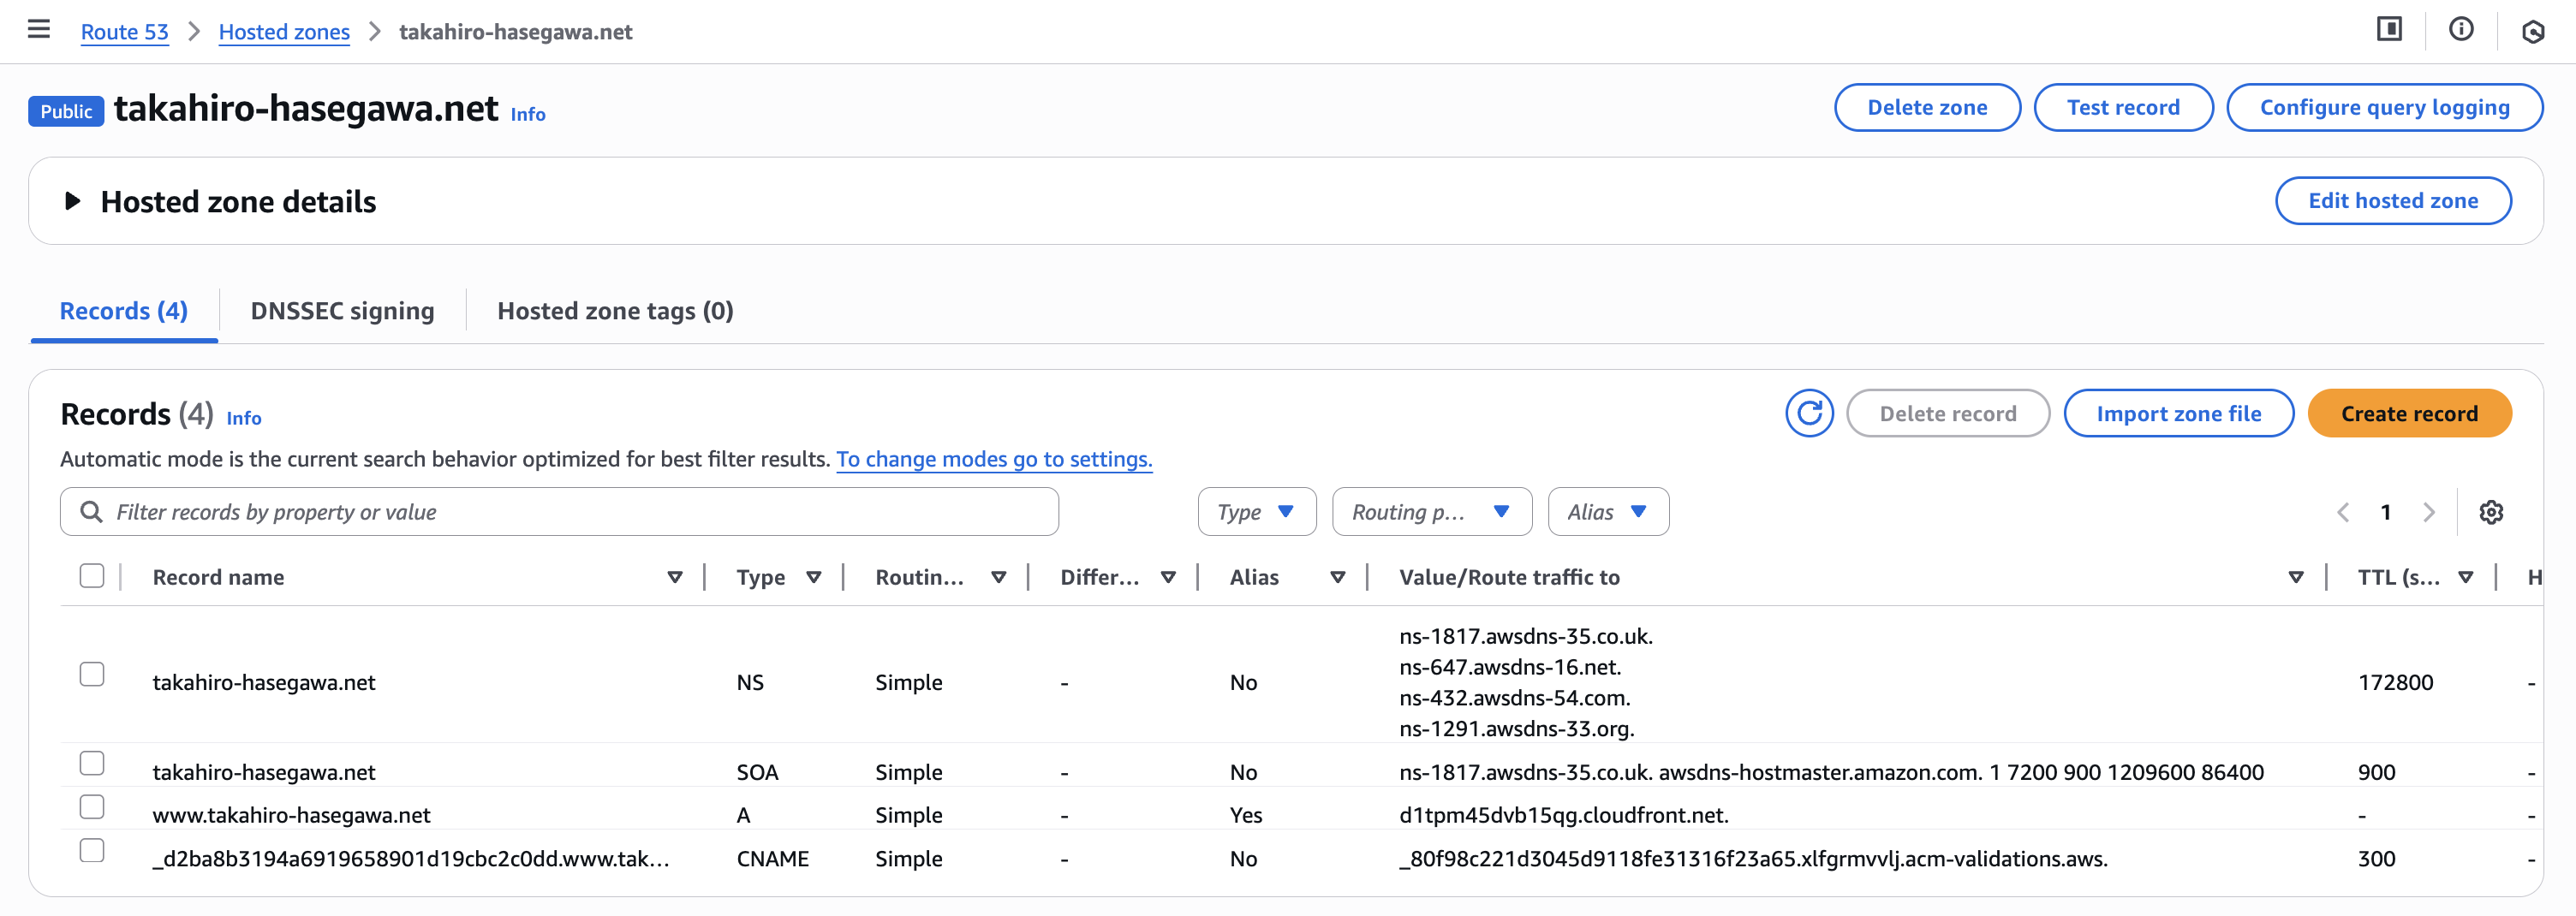 Route 53 > Hosted zones > takahiro-hasegawa.net
Public takahiro-hasegawa.net Info
Delete zone Test record Configure query logging
Hosted zone details
Edit hosted zone
Records (4) DNSSEC signing Hosted zone tags (0)
Records (4) Info
Delete record Import zone file Create record
Automatic mode is the current search behavior optimized for best filter results. To change modes go to settings.
Filter records by property or value Type Routing p... Alias 1
Record name Type Routin... Differ... Alias Value/Route traffic to TTL (s... H
takahiro-hasegawa.net NS Simple - No ns-1817.awsdns-35.co.uk.
ns-647.awsdns-16.net.
ns-432.awsdns-54.com.
ns-1291.awsdns-33.org.
172800 -
takahiro-hasegawa.net SOA Simple - No ns-1817.awsdns-35.co.uk. awsdns-hostmaster.amazon.com. 1 7200 900 1209600 86400 900 -
www.takahiro-hasegawa.net A Simple - Yes d1tpm45dvb15qg.cloudfront.net. - -
_d2ba8b3194a6919658901d19cbc2c0dd.www.tak... CNAME Simple - No _80f98c221d3045d9118fe31316f23a65.xlfgrmvvlj.acm-validations.aws. 300 -